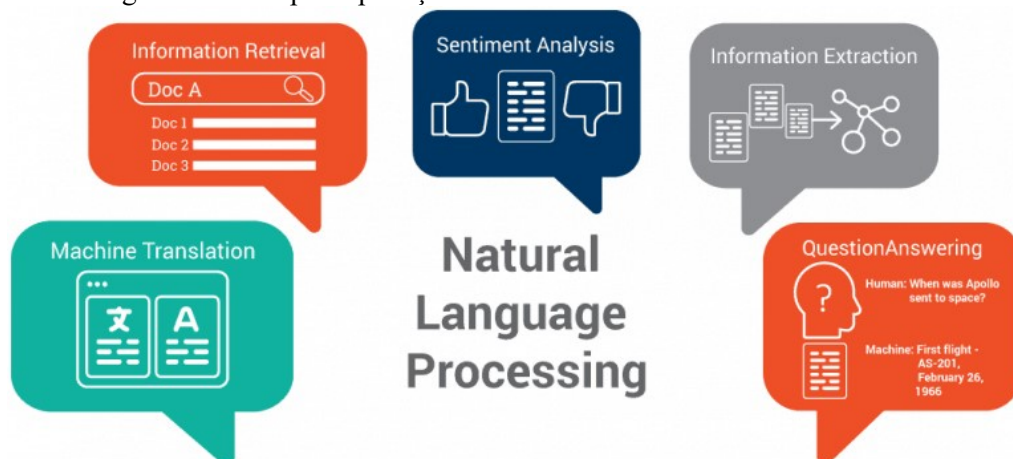 Information Retrieval
Doc A
Doc 1
Doc 2
Doc 3
Sentiment Analysis
Information Extraction
Machine Translation
文 A
Natural
Language
Processing
QuestionAnswering
?
Human: When was Apollo
sent to space?
Machine: First flight -
AS-201,
February 26,
1966